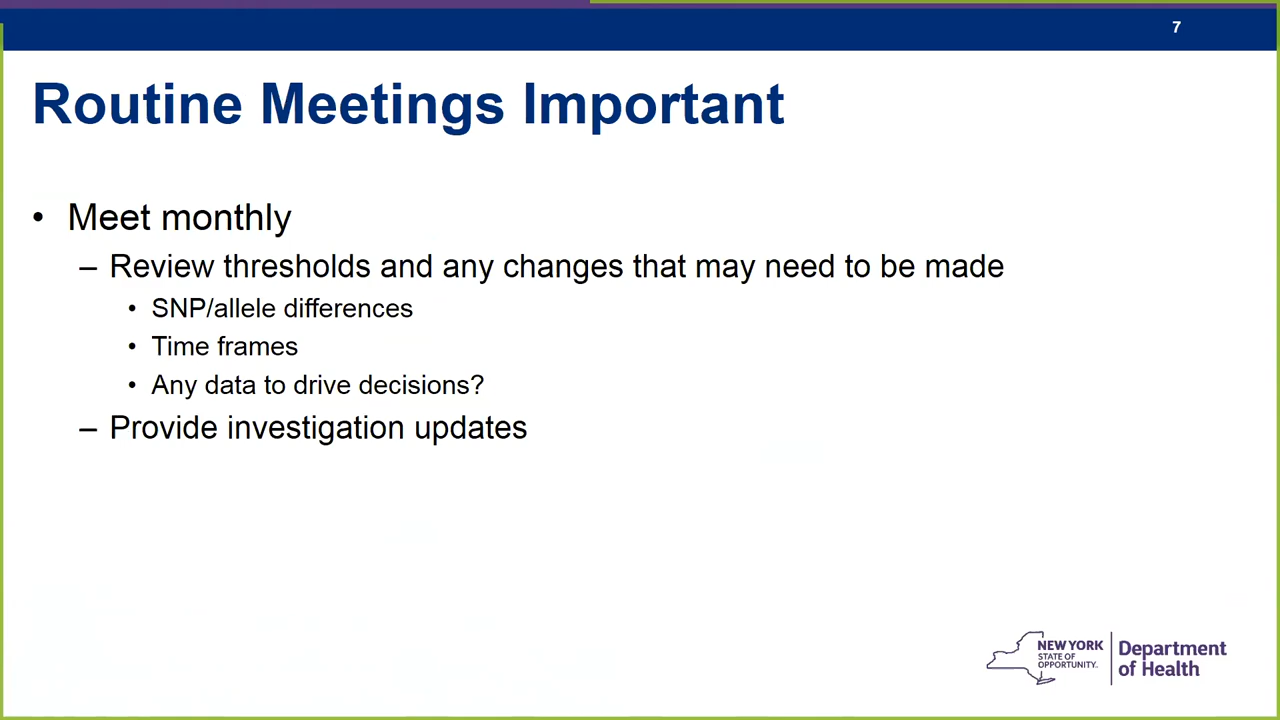 7
Routine Meetings Important
• Meet monthly
– Review thresholds and any changes that may need to be made
• SNP/allele differences
• Time frames
• Any data to drive decisions?
– Provide investigation updates
NEW YORK
STATE OF
OPPORTUNITY.
Department
of Health